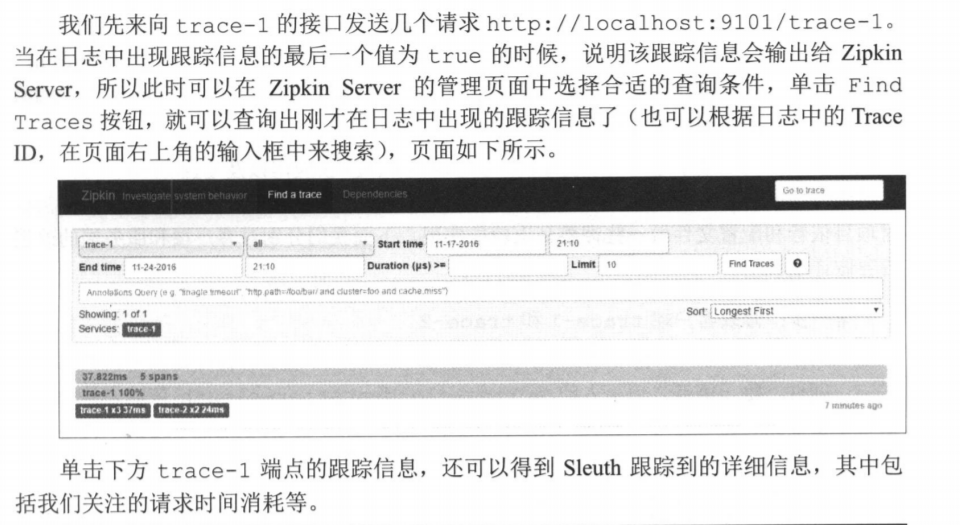 我们先来向 trace-1 的接口发送几个请求 http://localhost:9101/trace-1。
当在日志中出现跟踪信息的最后一个值为 true 的时候，说明该跟踪信息会输出给 Zipkin
Server，所以此时可以在 Zipkin Server 的管理页面中选择合适的查询条件，单击 Find
Traces 按钮，就可以查询出刚才在日志中出现的跟踪信息了（也可以根据日志中的 Trace
ID，在页面右上角的输入框中来搜索），页面如下所示。
Zipkin Investigate system behavior Find a trace Dependencies Go to trace
trace-1 all Start time 11-17-2016 21:10
End time 11-24-2016 21:10 Duration (μs) >= Limit 10 Find Traces ?
Annotations Query (e.g. "finagle.timeout", "http.path=/foo/bar/ and cluster=foo and cache.miss")
Showing: 1 of 1 Sort: Longest First
Services: trace-1
37.822ms 5 spans
trace-1 100%
trace-1 x3 37ms trace-2 x2 24ms 7 minutes ago
单击下方 trace-1 端点的跟踪信息，还可以得到 Sleuth 跟踪到的详细信息，其中包
括我们关注的请求时间消耗等。